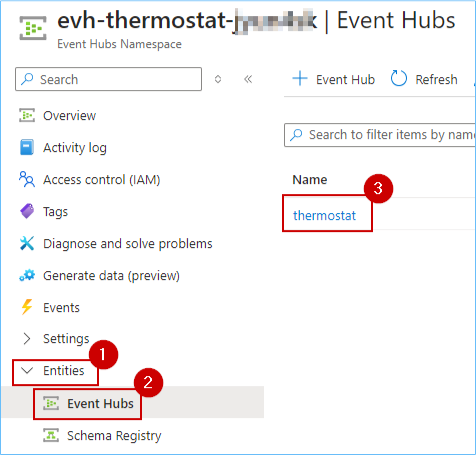 evh-thermostat- | Event Hubs
Event Hubs Namespace
Search
Event Hub
Refresh
Search to filter items by name
Overview
Activity log
Access control (IAM)
Tags
Diagnose and solve problems
Generate data (preview)
Events
Settings
Entities
1
Event Hubs
2
Schema Registry
Name
3
thermostat